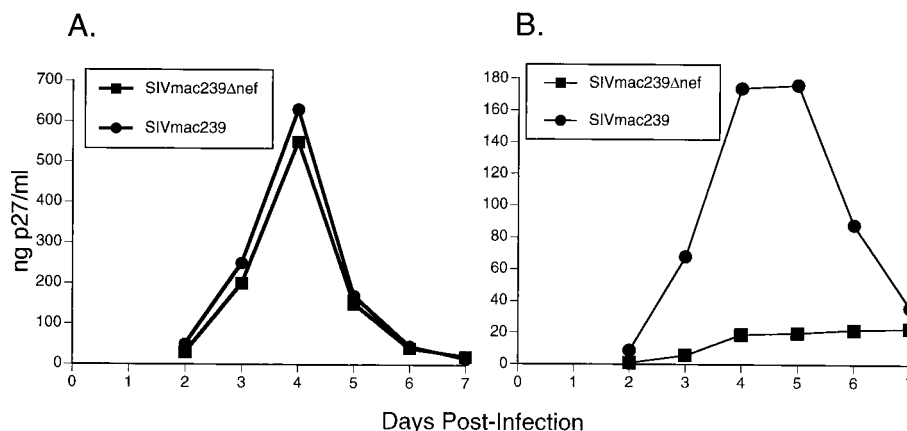 A.
700
600
500
400
300
200
100
0
ng p27/ml
SIVmac239Δnef
SIVmac239
0 1 2 3 4 5 6 7
B.
180
160
140
120
100
80
60
40
20
0
SIVmac239Δnef
SIVmac239
0 1 2 3 4 5 6
Days Post-Infection